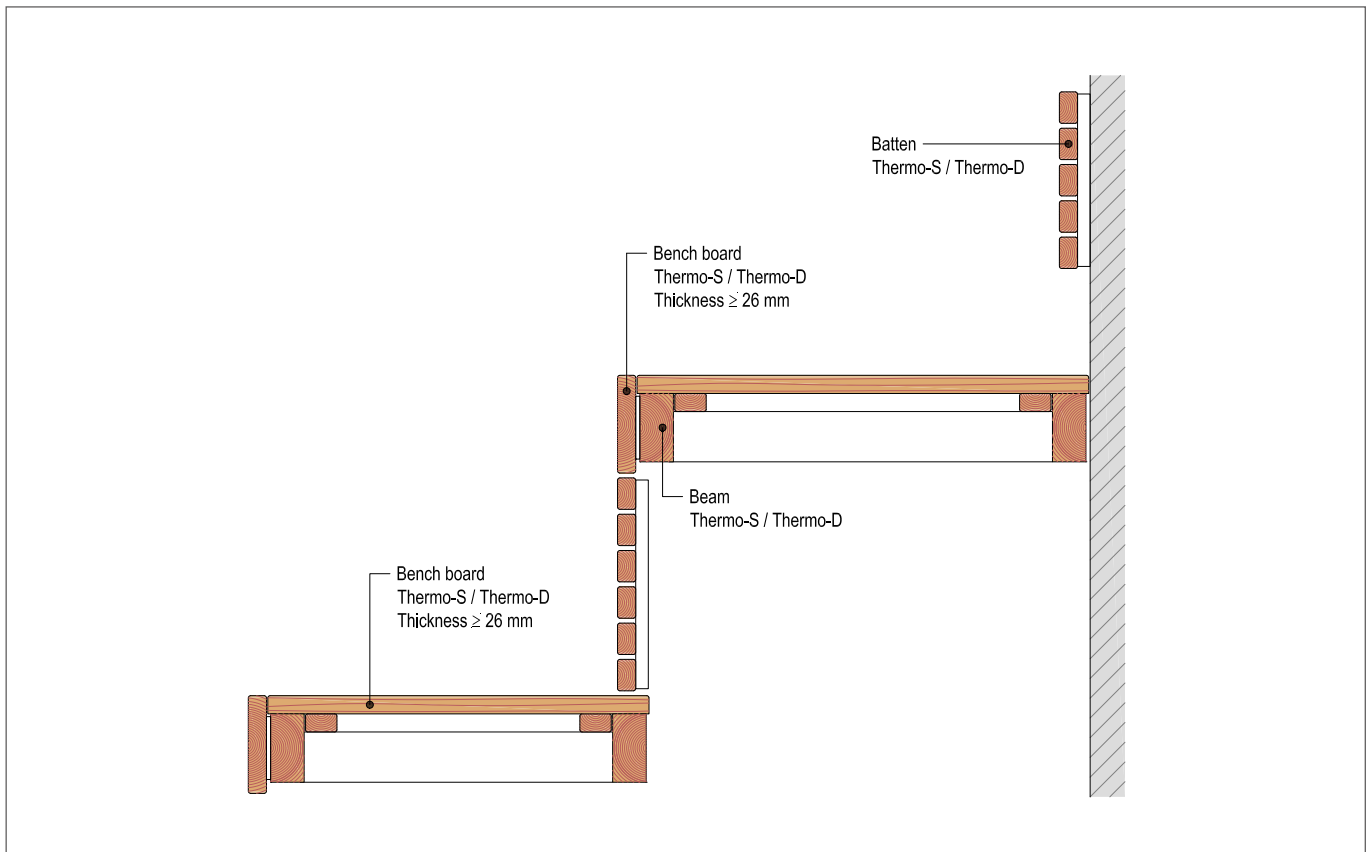 Batten
Thermo-S / Thermo-D
Bench board
Thermo-S / Thermo-D
Thickness ≥ 26 mm
Beam
Thermo-S / Thermo-D
Bench board
Thermo-S / Thermo-D
Thickness ≥ 26 mm